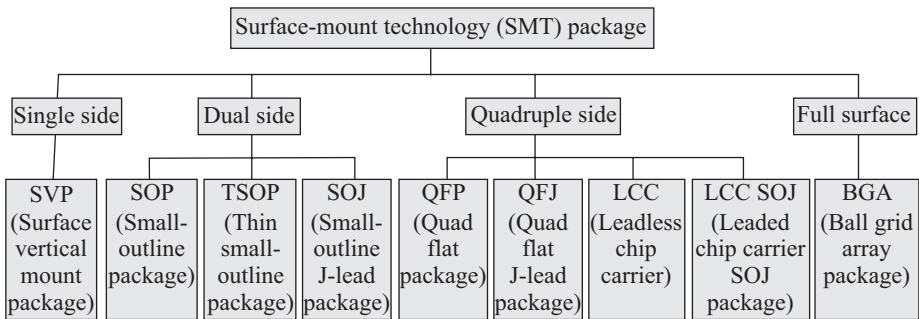 Surface-mount technology (SMT) package
Single side
Dual side
Quadruple side
Full surface
SVP
(Surface
vertical
mount
package)
SOP
(Small-
outline
package)
TSOP
(Thin
small-
outline
package)
SOJ
(Small-
outline
J-lead
package)
QFP
(Quad
flat
package)
QFJ
(Quad
flat
J-lead
package)
LCC
(Leadless
chip
carrier)
LCC SOJ
(Leaded
chip carrier
SOJ
package)
BGA
(Ball grid
array
package)